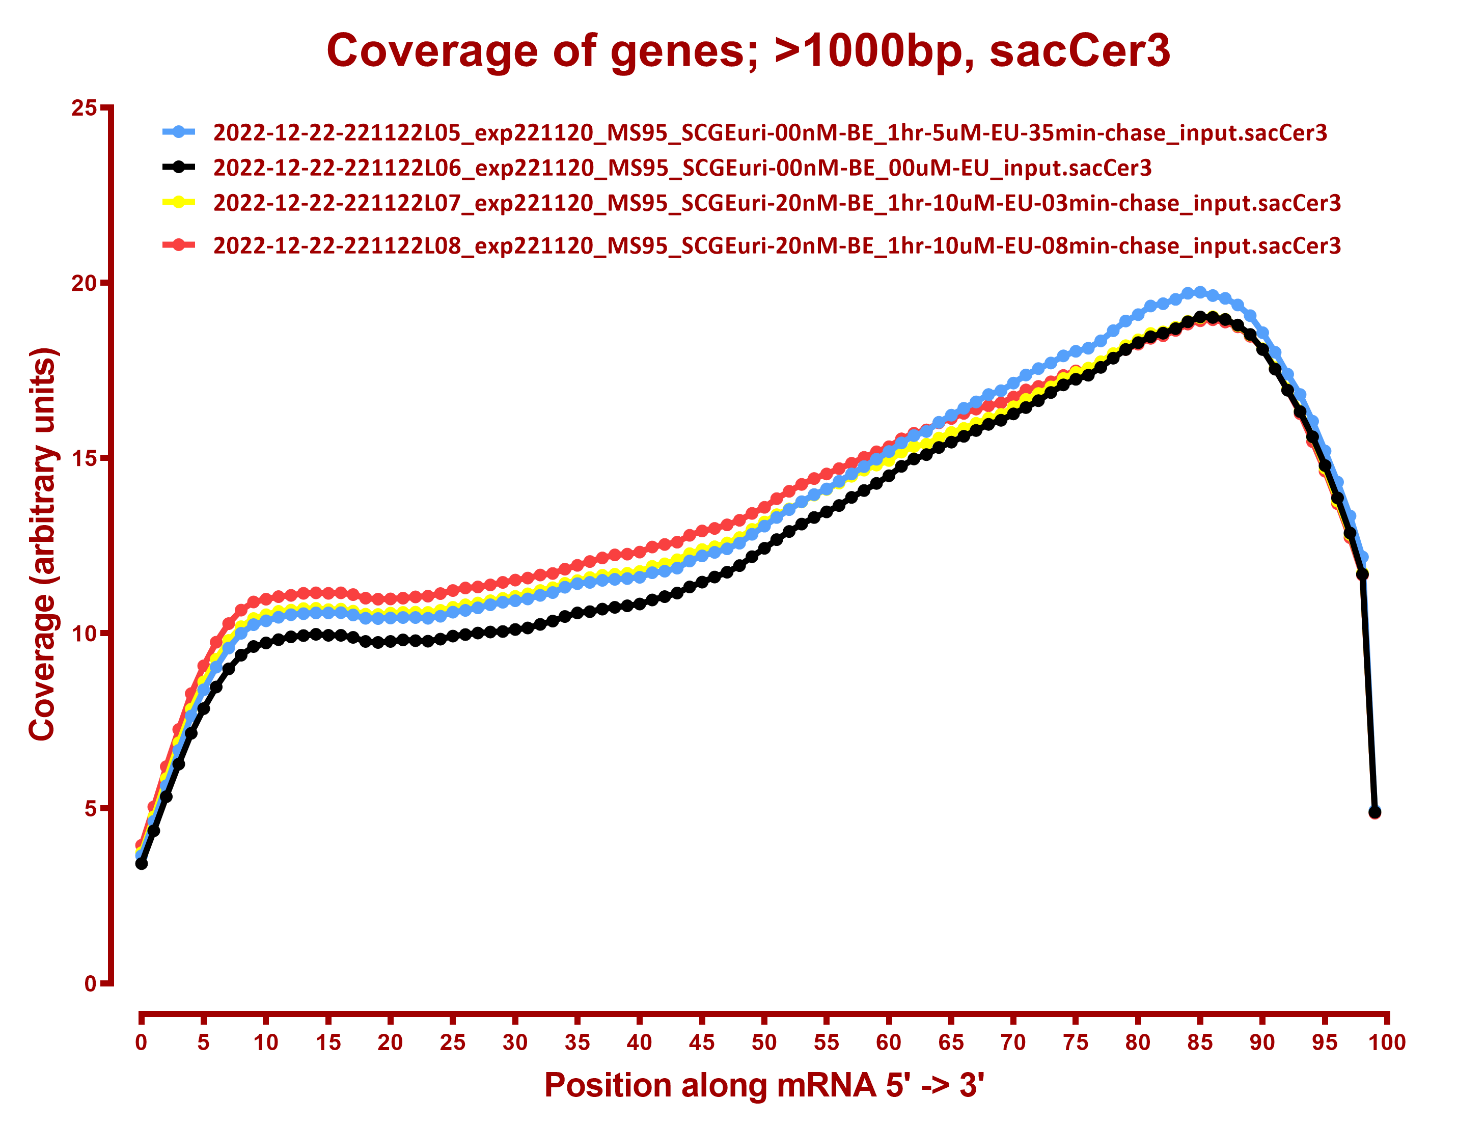 Coverage of genes; >1000bp, sacCer3
2022-12-22-221122L05_exp221120_MS95_SCGEuri-00nM-BE_1hr-5uM-EU-35min-chase_input.sacCer3
2022-12-22-221122L06_exp221120_MS95_SCGEuri-00nM-BE_00uM-EU_input.sacCer3
2022-12-22-221122L07_exp221120_MS95_SCGEuri-20nM-BE_1hr-10uM-EU-03min-chase_input.sacCer3
2022-12-22-221122L08_exp221120_MS95_SCGEuri-20nM-BE_1hr-10uM-EU-08min-chase_input.sacCer3
Coverage (arbitrary units)
25
20
15
10
5
0
0 5 10 15 20 25 30 35 40 45 50 55 60 65 70 75 80 85 90 95 100
Position along mRNA 5' -> 3'